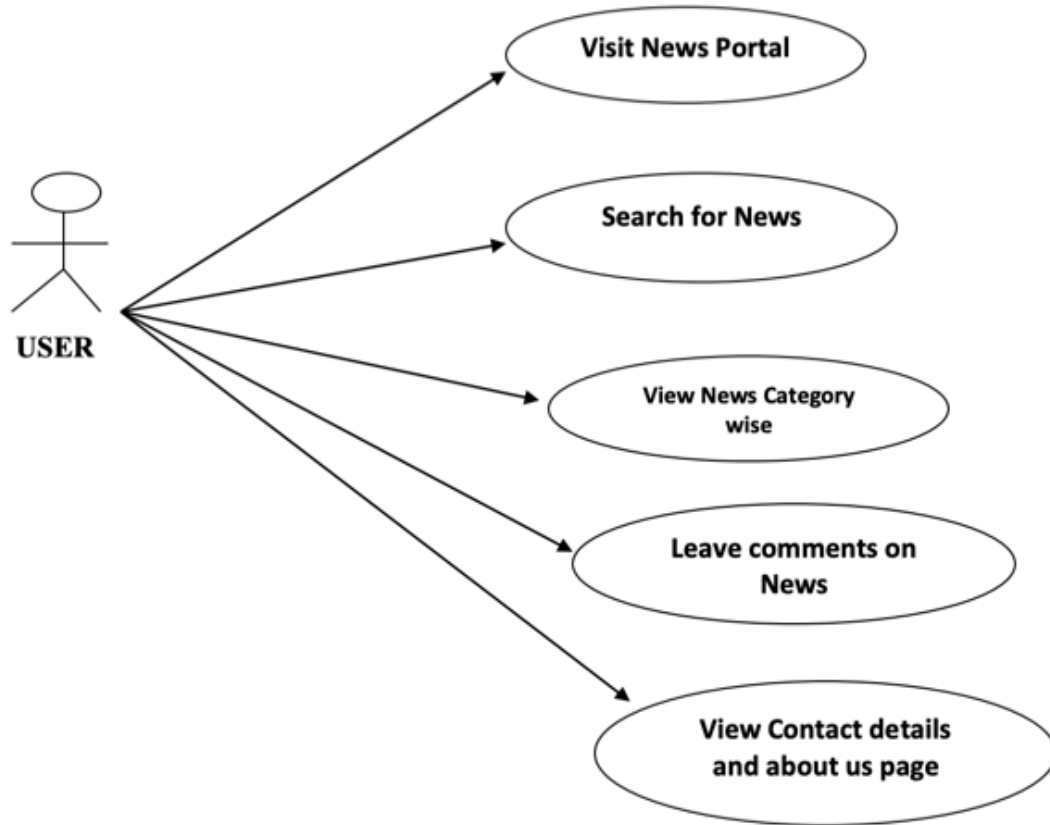 Visit News Portal
Search for News
USER
View News Category
wise
Leave comments on
News
View Contact details
and about us page